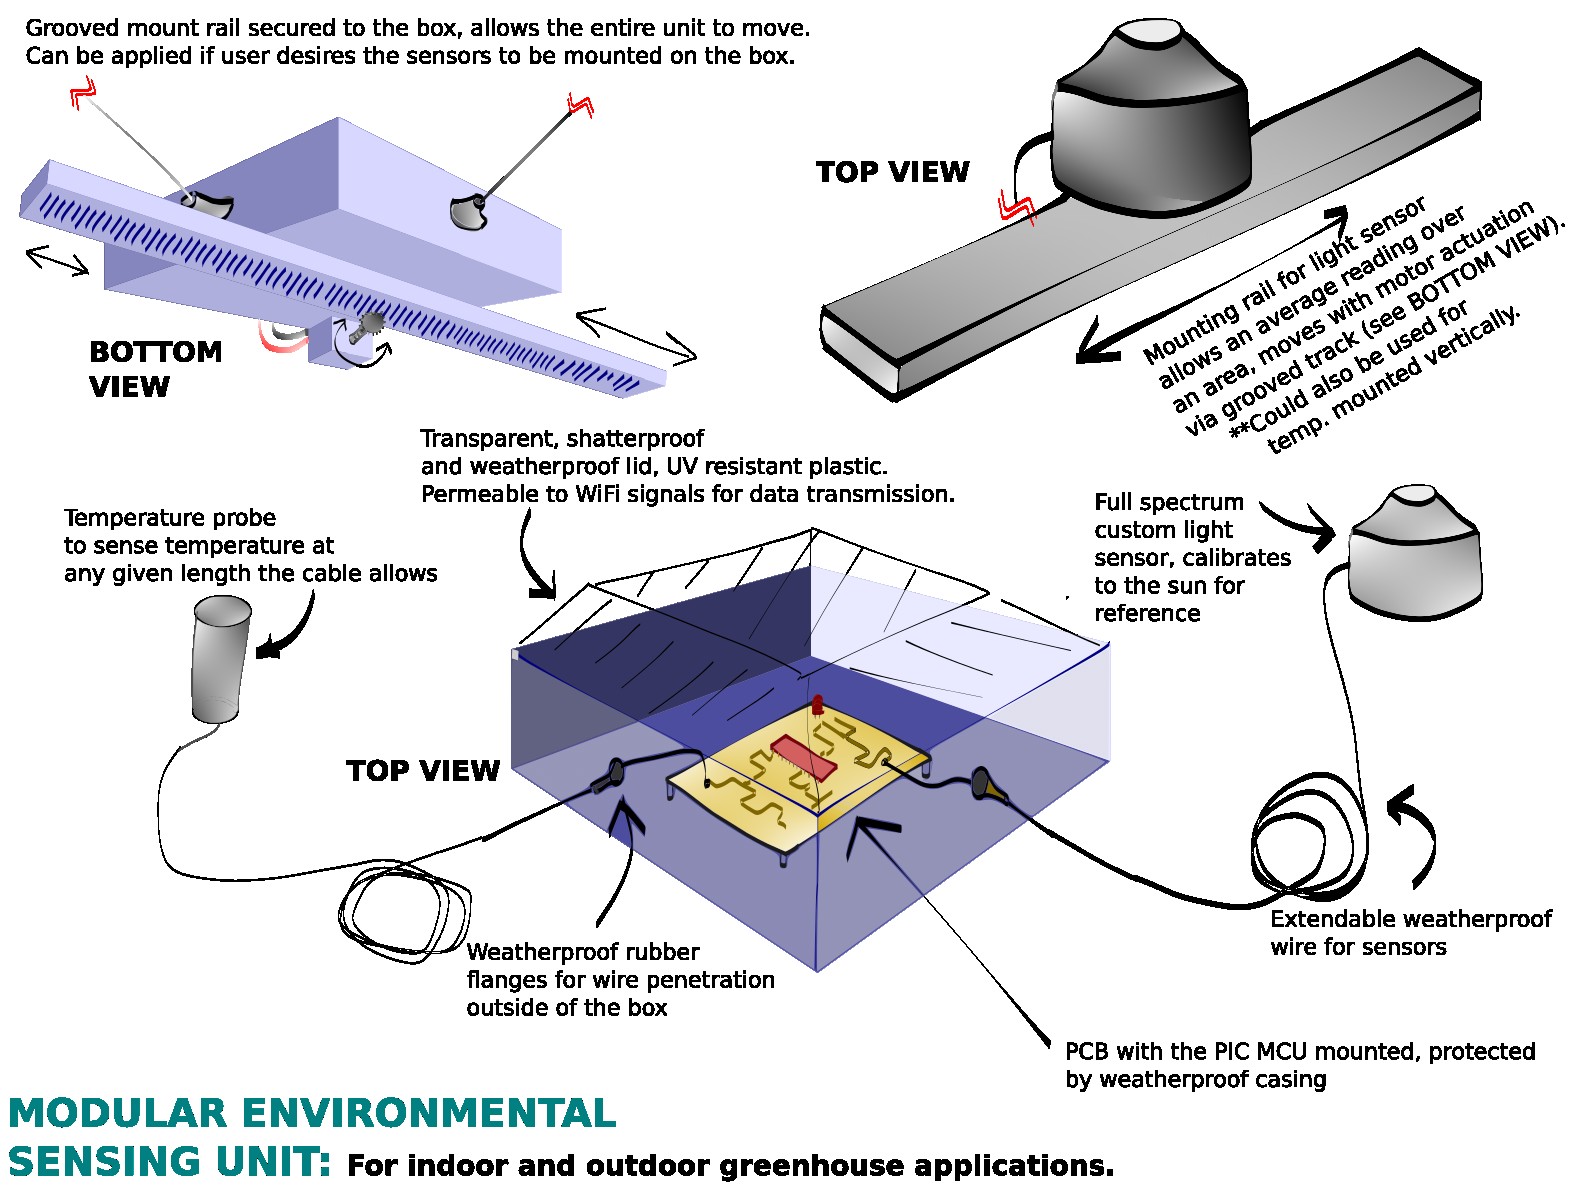 Grooved mount rail secured to the box, allows the entire unit to move.
Can be applied if user desires the sensors to be mounted on the box.
TOP VIEW
Mounting rail for light sensor
allows an average reading over
an area, moves with motor actuation
via grooved track (see BOTTOM VIEW).
**Could also be used for
temp. mounted vertically.
BOTTOM
VIEW
Transparent, shatterproof
and weatherproof lid, UV resistant plastic.
Permeable to WiFi signals for data transmission.
Temperature probe
to sense temperature at
any given length the cable allows
Full spectrum
custom light
sensor, calibrates
to the sun for
reference
TOP VIEW
Extendable weatherproof
wire for sensors
Weatherproof rubber
flanges for wire penetration
outside of the box
PCB with the PIC MCU mounted, protected
by weatherproof casing
MODULAR ENVIRONMENTAL
SENSING UNIT: For indoor and outdoor greenhouse applications.